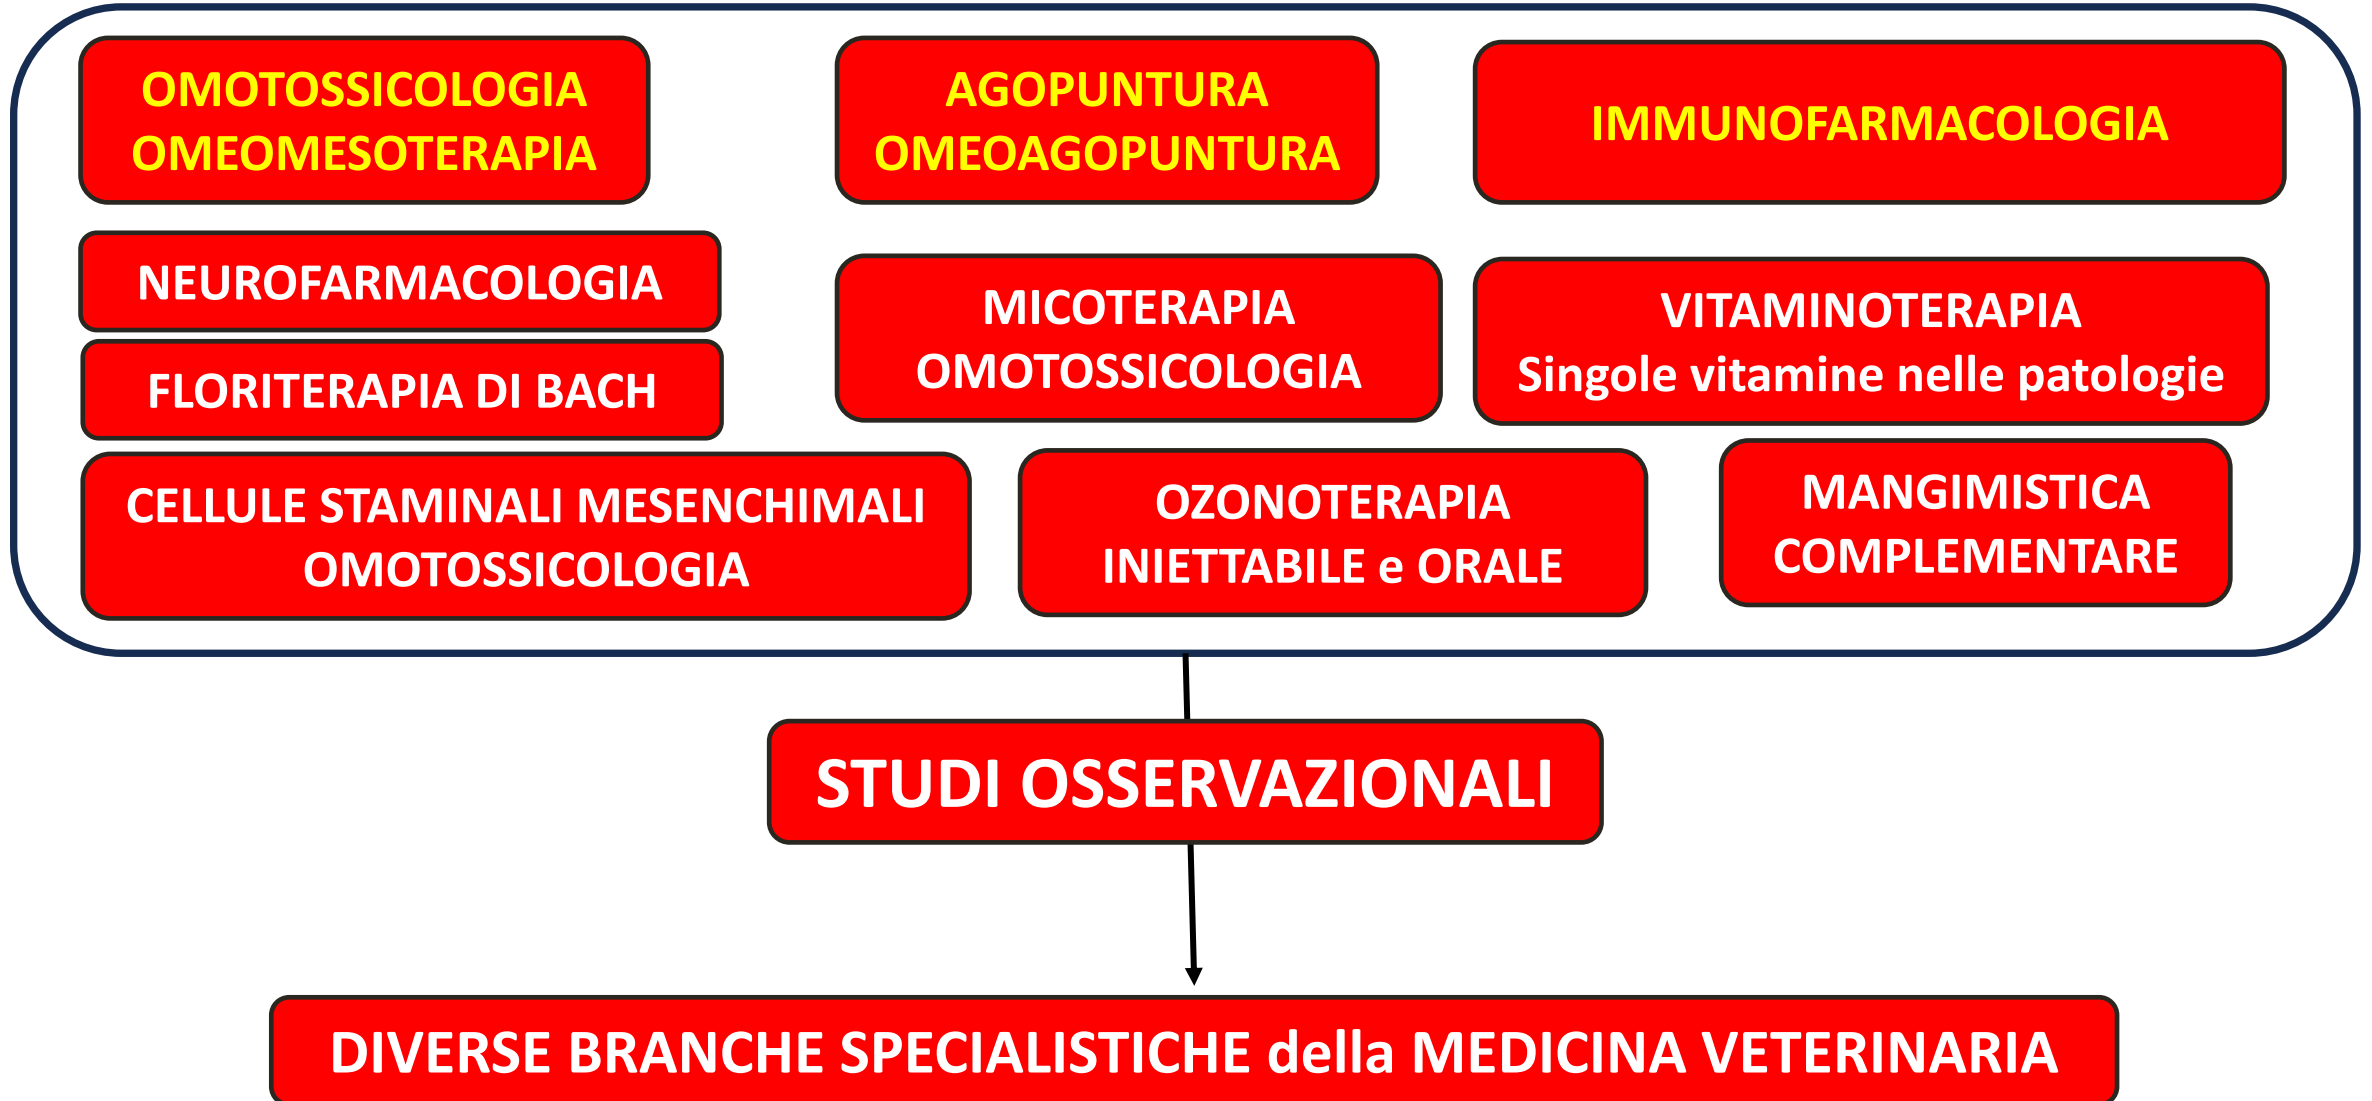 OMOTOSSICOLOGIA
OMEOMESOTERAPIA
AGOPUNTURA
OMEOAGOPUNTURA
IMMUNOFARMACOLOGIA
NEUROFARMACOLOGIA
FLORITERAPIA DI BACH
MICOTERAPIA
OMOTOSSICOLOGIA
VITAMINOTERAPIA
Singole vitamine nelle patologie
CELLULE STAMINALI MESENCHIMALI
OMOTOSSICOLOGIA
OZONOTERAPIA
INIETTABILE e ORALE
MANGIMISTICA
COMPLEMENTARE
STUDI OSSERVAZIONALI
DIVERSE BRANCHE SPECIALISTICHE della MEDICINA VETERINARIA